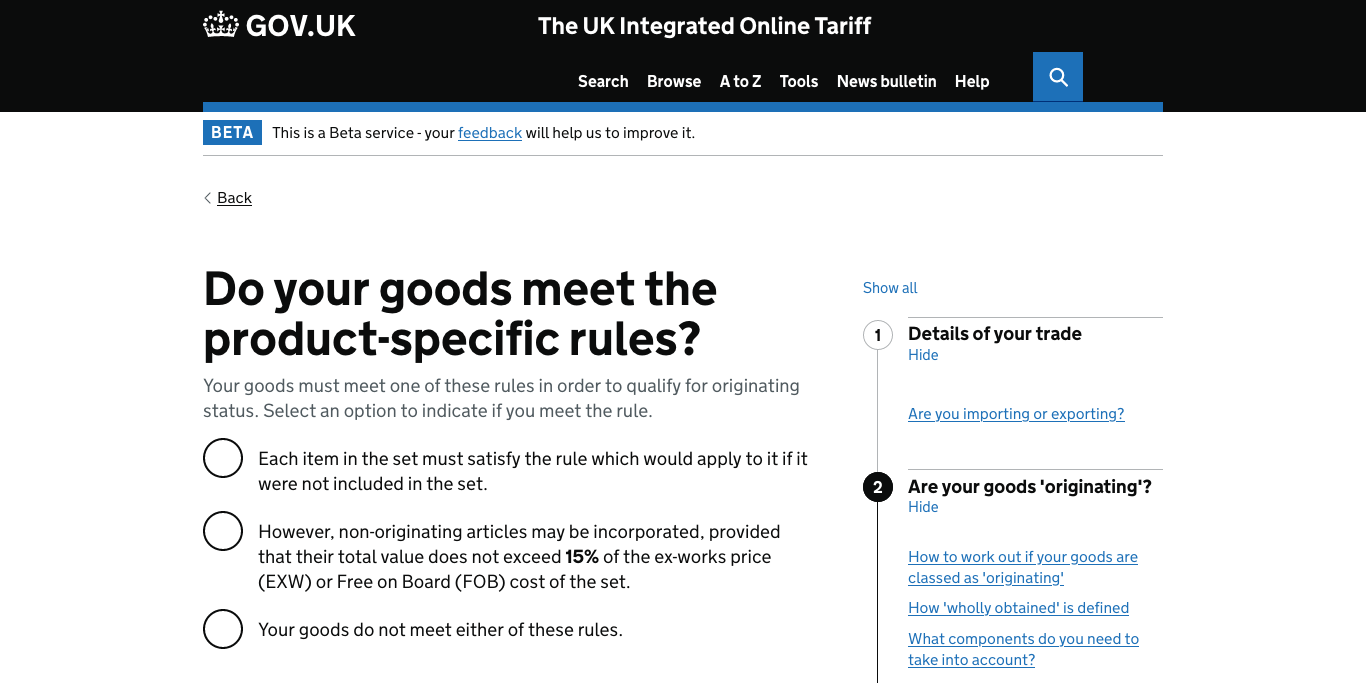 GOV.UK
The UK Integrated Online Tariff
Search Browse A to Z Tools News bulletin Help
BETA This is a Beta service - your feedback will help us to improve it.
Back
Do your goods meet the
product-specific rules?
Your goods must meet one of these rules in order to qualify for originating
status. Select an option to indicate if you meet the rule.
Each item in the set must satisfy the rule which would apply to it if it
were not included in the set.
However, non-originating articles may be incorporated, provided
that their total value does not exceed 15% of the ex-works price
(EXW) or Free on Board (FOB) cost of the set.
Your goods do not meet either of these rules.
Show all
1 Details of your trade
Hide
Are you importing or exporting?
2 Are your goods 'originating'?
Hide
How to work out if your goods are
classed as 'originating'
How 'wholly obtained' is defined
What components do you need to
take into account?